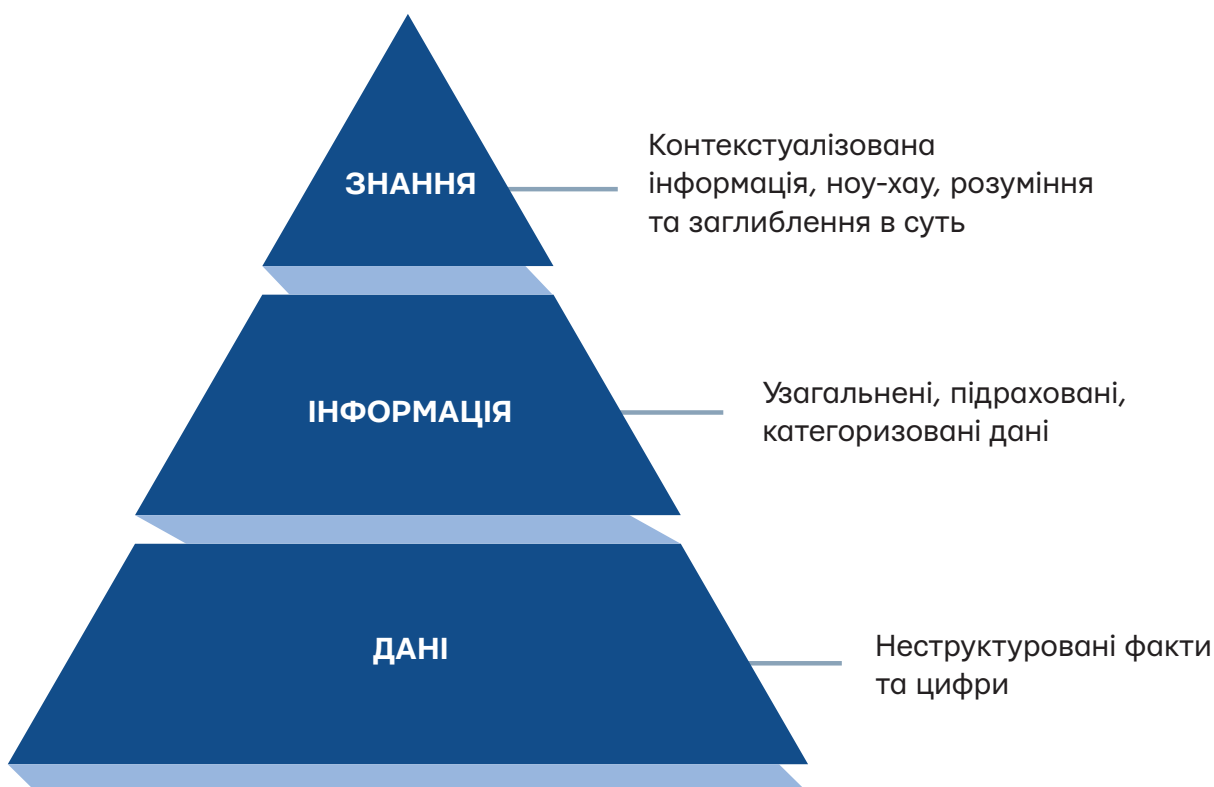 ЗНАННЯ
Контекстуалізована
інформація, ноу-хау, розуміння
та заглиблення в суть
ІНФОРМАЦІЯ
Узагальнені, підраховані,
категоризовані дані
ДАНІ
Неструктуровані факти
та цифри